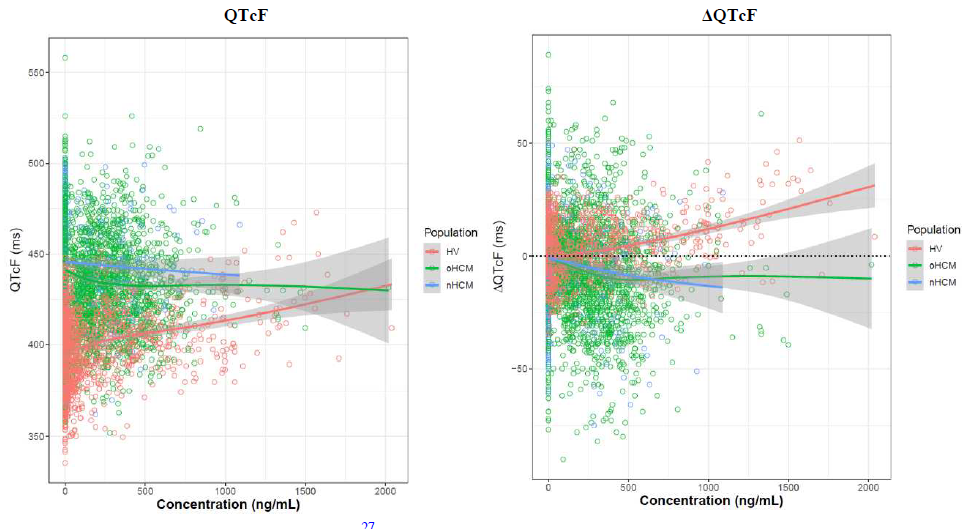 QTcF
ΔQTcF
QTcF (ms)
550
500
450
400
350
0
500
1000
1500
2000
Concentration (ng/mL)
Population
HV
oHCM
nHCM
ΔQTcF (ms)
50
0
−50
0
500
1000
1500
2000
Concentration (ng/mL)
Population
HV
oHCM
nHCM
27